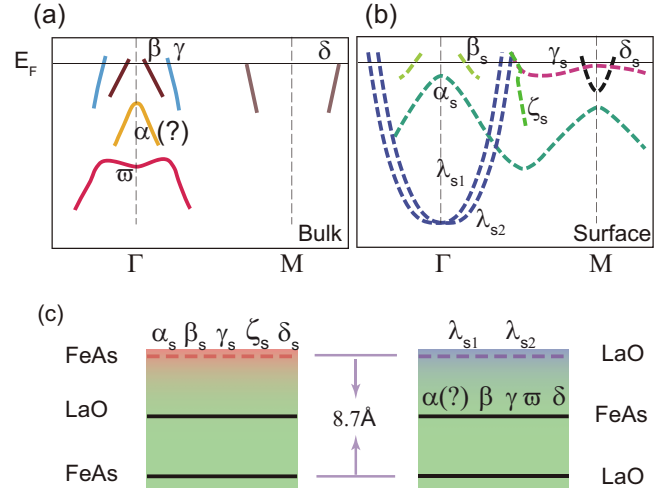 (a)
(b)
E_F
β γ δ
α (?)
ϖ
Bulk
Γ M
β_s γ_s δ_s
α_s ζ_s
λ_s1
λ_s2
Surface
Γ M
(c)
α_s β_s γ_s ζ_s δ_s
λ_s1 λ_s2
FeAs
LaO
LaO
8.7Å
α(?) β γ ϖ δ
FeAs
FeAs
LaO